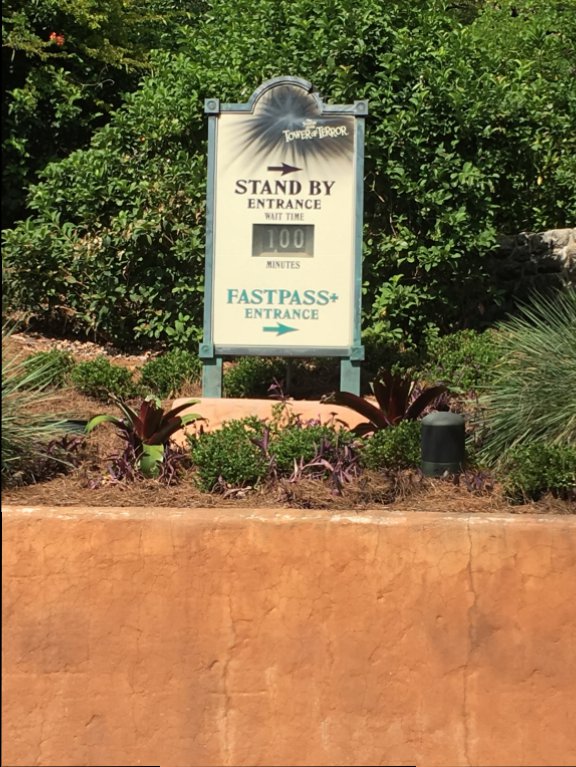 TOWER OF TERROR
STAND BY
ENTRANCE
WAIT TIME
100
MINUTES
FASTPASS+
ENTRANCE